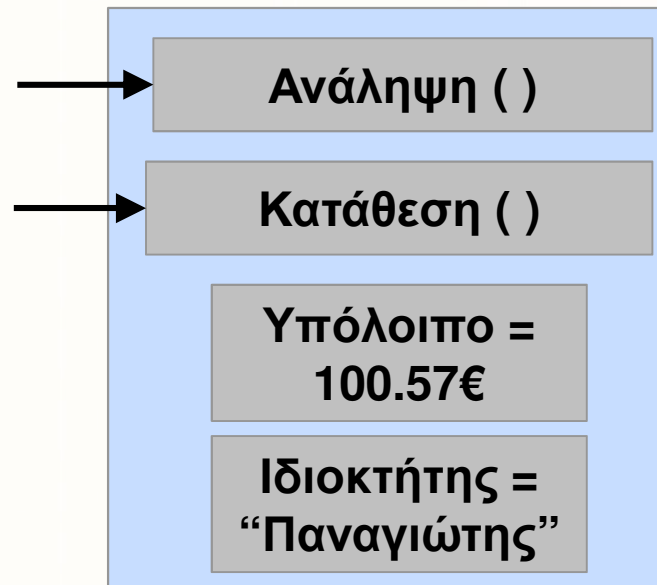 Ανάληψη ( )
Κατάθεση ( )
Υπόλοιπο =
100.57€
Ιδιοκτήτης =
“Παναγιώτης”